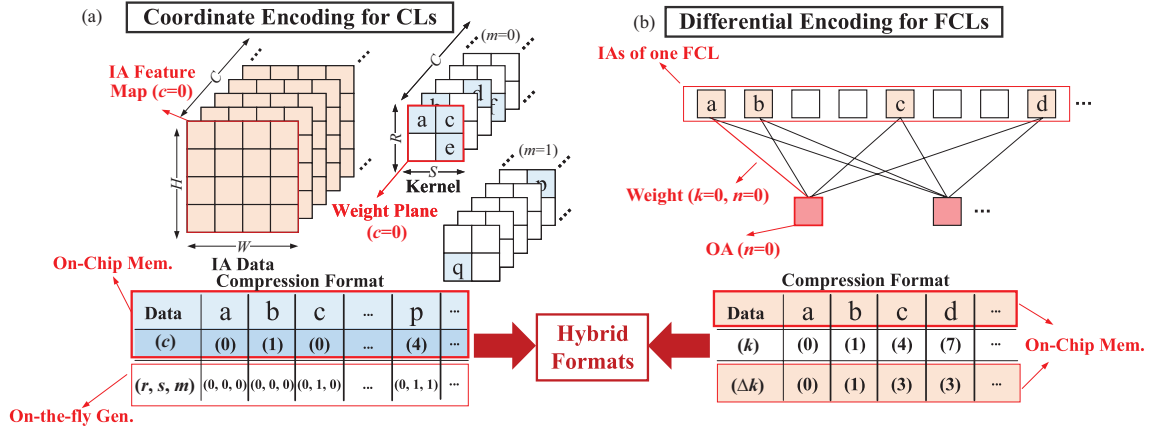 (a)
Coordinate Encoding for CLs
IA Feature
Map (c=0)
C
H
W
IA Data
C
(m=0)
b
d
f
a
c
e
R
S
Kernel
Weight Plane
(c=0)
(m=1)
p
q
On-Chip Mem.
Compression Format
Data a b c ... p ...
(c) (0) (1) (0) ... (4) ...
(r, s, m) (0, 0, 0) (0, 0, 0) (0, 1, 0) ... (0, 1, 1) ...
On-the-fly Gen.
Hybrid
Formats
(b)
Differential Encoding for FCLs
IAs of one FCL
a b c d ...
Weight (k=0, n=0)
...
OA (n=0)
Compression Format
Data a b c d ...
(k) (0) (1) (4) (7) ...
(Δk) (0) (1) (3) (3) ...
On-Chip Mem.